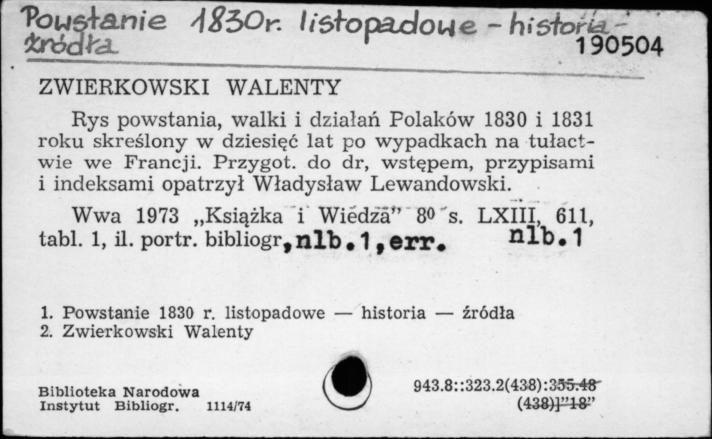 Powstanie 1830r. listopadowe - historia -
źródła
190504
ZWIERKOWSKI WALENTY
Rys powstania, walki i działań Polaków 1830 i 1831
roku skreślony w dziesięć lat po wypadkach na tułact-
wie we Francji. Przygot. do dr, wstępem, przypisami
i indeksami opatrzył Władysław Lewandowski.
Wwa 1973 „Książka i Wiedza” 8⁰ s. LXIII, 611,
tabl. 1, il. portr. bibliogr, nlb.1, err. nlb.1
1. Powstanie 1830 r. listopadowe — historia — źródła
2. Zwierkowski Walenty
Biblioteka Narodowa
Instytut Bibliogr. 1114/74
943.8::323.2(438):355.48
(438)]”18”